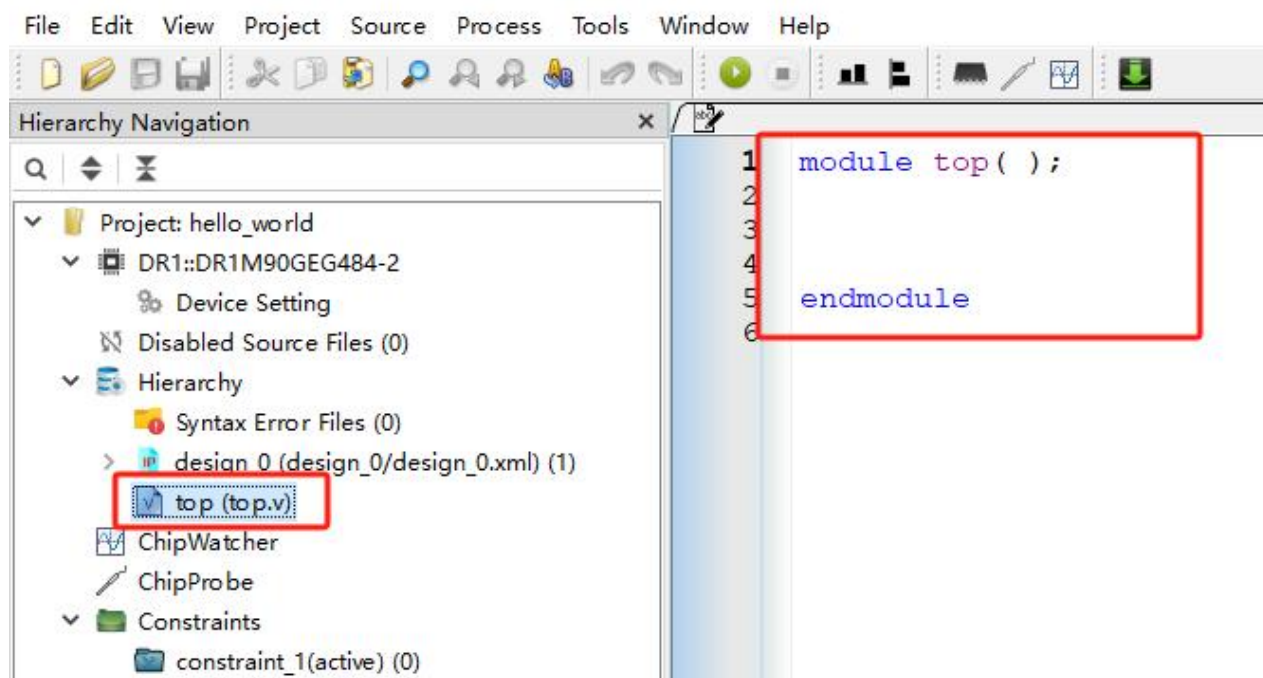 File Edit View Project Source Process Tools Window Help
Hierarchy Navigation
Project: hello_world
DR1::DR1M90GEG484-2
Device Setting
Disabled Source Files (0)
Hierarchy
Syntax Error Files (0)
design_0 (design_0/design_0.xml) (1)
top (top.v)
ChipWatcher
ChipProbe
Constraints
constraint_1(active) (0)
1 module top( );
2
3
4
5 endmodule
6